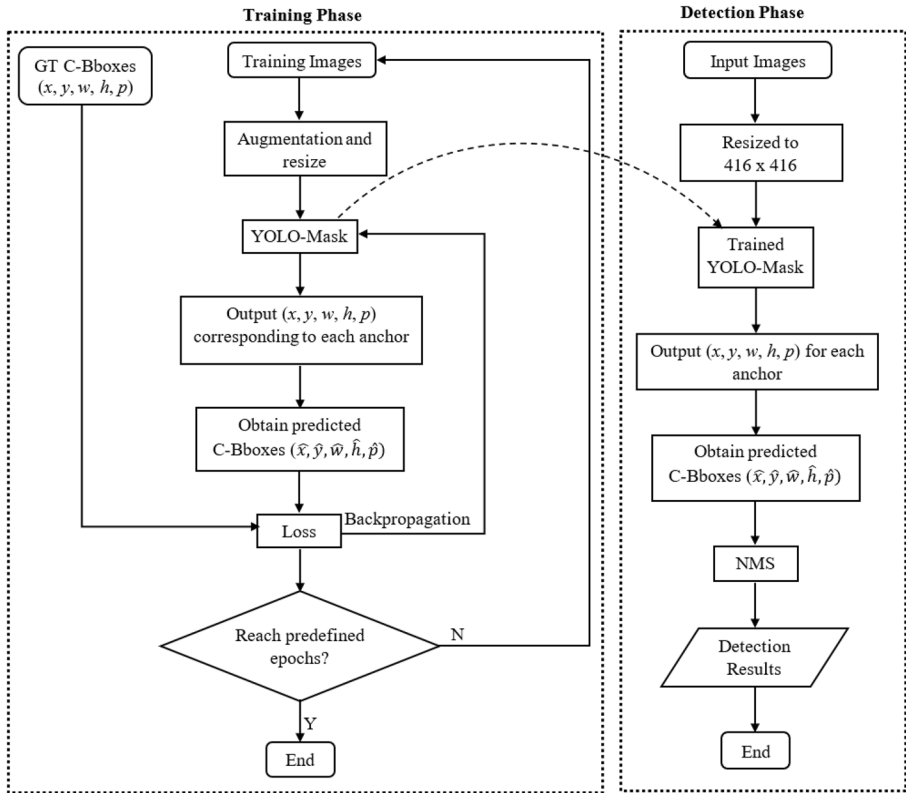 Training Phase
GT C-Bboxes
(x, y, w, h, p)
Training Images
Augmentation and
resize
YOLO-Mask
Output (x, y, w, h, p)
corresponding to each anchor
Obtain predicted
C-Bboxes (x̂, ŷ, ŵ, ĥ, p̂)
Loss
Backpropagation
Reach predefined
epochs?
N
Y
End
Detection Phase
Input Images
Resized to
416 x 416
Trained
YOLO-Mask
Output (x, y, w, h, p) for each
anchor
Obtain predicted
C-Bboxes (x̂, ŷ, ŵ, ĥ, p̂)
NMS
Detection
Results
End